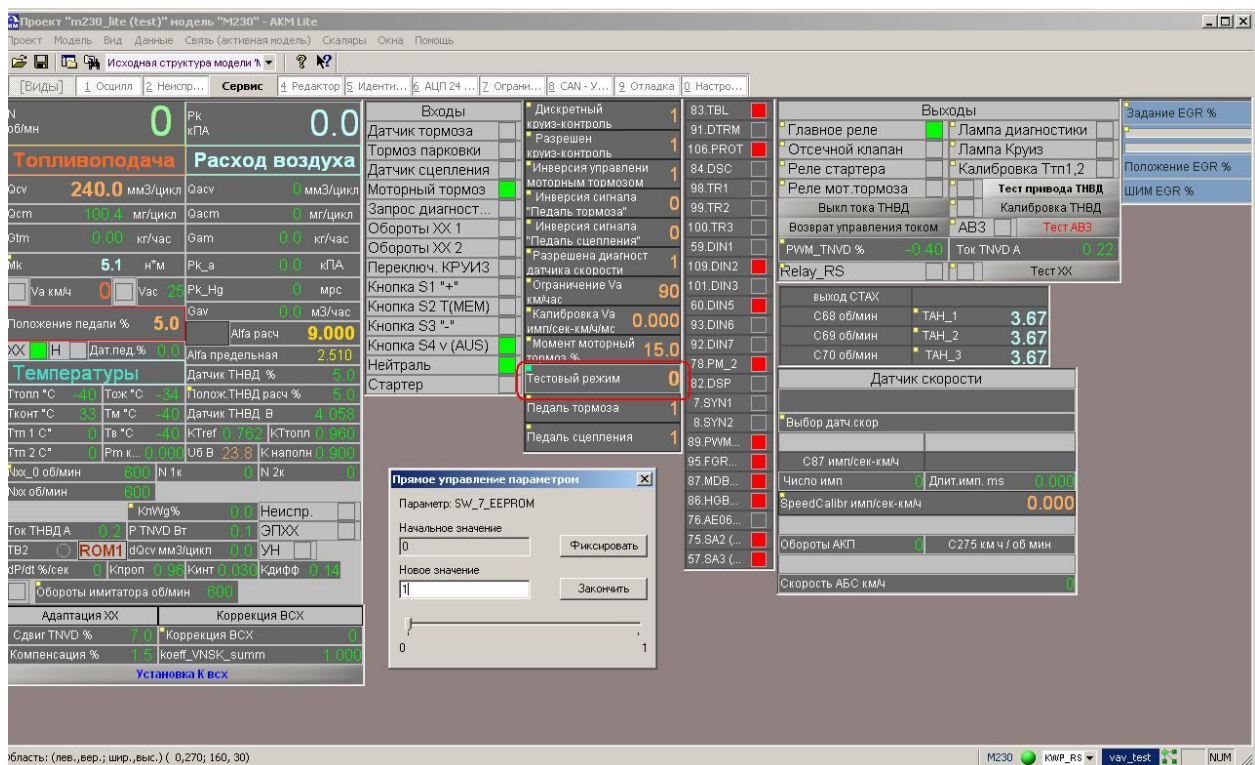 Проект "m230_lite (test)" модель "M230" - AKM Lite
Проект Модель Вид Данные Связь (активная модель) Скаляры Окна Помощь
Исходная структура модели
[Виды] 1 Осцилл 2 Неиспр... Сервис 4 Редактор 5 Иденти... 6 АЦП 24 ... 7 Ограни... 8 CAN - У... 9 Отладка 0 Настро...
N об/мн 0
Pk кПА 0.0
Топливоподача
Расход воздуха
Qcv 240.0 мм3/цикл Qacv 0 мм3/цикл
Qcm 100.4 мг/цикл Qacm 0 мг/цикл
Gtm 0.00 кг/час Gam 0.0 кг/час
Mk 5.1 н*м Pk_a 0.0 кПА
Va км/ч 0 Vac 25 Pk_Hg 0 мрс
Gav 0.0 м3/час
Положение педали % 5.0
Alfa расч 9.000
XX Н Дат.пед.% 0.0 Alfa предельная 2.510
Температуры
Датчик ТНВД % 5.0
Ттопл °C -40 Тож °C -34 Полож.ТНВД расч % 5.0
Тконт °C 33 Тм °C -40 Датчик ТНВД В 4.058
Ттп 1 C° 0 Тв °C -40 KTref 0.762 KТтопл 0.960
Ттп 2 C° 0 Pm к... 0.000 Uб В 23.8 К наполн 0.900
Nxx_0 об/мин 600 N 1к 0 N 2к 0
Nxx об/мин 600
КпWg% 0.0 Неиспр.
Ток ТНВД А 0.2 P TNVD Вт 0.1 ЭПХХ
ТВ2 ROM1 dQcv мм3/цикл 0.0 УН
dP/dt %/сек 0 Кпроп 0.96 Кинт 0.030 Кдифф 0.14
Обороты имитатора об/мин 600
Адаптация ХХ Коррекция ВСХ
Сдвиг TNVD % 7.0 Коррекция ВСХ 0
Компенсация % 1.5 koeff_VNSK_summ 1.000
Установка К всх
Входы
Датчик тормоза
Тормоз парковки
Датчик сцепления
Моторный тормоз
Запрос диагност...
Обороты ХХ 1
Обороты ХХ 2
Переключ. КРУИЗ
Кнопка S1 "+"
Кнопка S2 T(MEM)
Кнопка S3 "-"
Кнопка S4 v (AUS)
Нейтраль
Стартер
Дискретный круиз-контроль 1
Разрешен круиз-контроль 1
Инверсия управлени моторным тормозом 1
Инверсия сигнала "Педаль тормоза" 0
Инверсия сигнала "Педаль сцепления" 0
Разрешена диагност датчика скорости 1
Ограничение Va км/час 90
Калибровка Va имп/сек-км/ч/мс 0.000
Момент моторный тормоз % 15.0
Тестовый режим 0
Педаль тормоза 1
Педаль сцепления 1
83.TBL
91.DTRM
106.PROT
84.DSC
98.TR1
99.TR2
100.TR3
59.DIN1
109.DIN2
101.DIN3
60.DIN5
93.DIN6
92.DIN7
78.PM_2
82.DSP
7.SYN1
8.SYN2
89.PWM...
95.FGR...
87.MDB...
86.HGB...
76.AE06...
75.SA2 (...
57.SA3 (...
Выходы
Главное реле Лампа диагностики
Отсечной клапан Лампа Круиз
Реле стартера Калибровка Ттп1,2
Реле мот.тормоза Тест привода ТНВД
Выкл тока ТНВД Калибровка ТНВД
Возврат управления током АВЗ Тест АВЗ
PWM_TNVD % -0.40 Ток TNVD А 0.22
Relay_RS Тест ХХ
выход СТАХ
C68 об/мин ТАН_1 3.67
C69 об/мин ТАН_2 3.67
C70 об/мин ТАН_3 3.67
Датчик скорости
Выбор датч.скор
C87 имп/сек-км/ч
Число имп 0 Длит.имп. ms 0.000
SpeedCalibr имп/сек-км/ч 0.000
Обороты АКП 0 C275 км ч / об мин
Скорость АБС км/ч 0
Задание EGR %
Положение EGR %
ШИМ EGR %
Прямое управление параметром
Параметр: SW_7_EEPROM
Начальное значение
0 Фиксировать
Новое значение
1 Закончить
0 1
Область: (лев.,вер.; шир.,выс.) ( 0,270; 160, 30)
M230 KWP_RS vav_test NUM